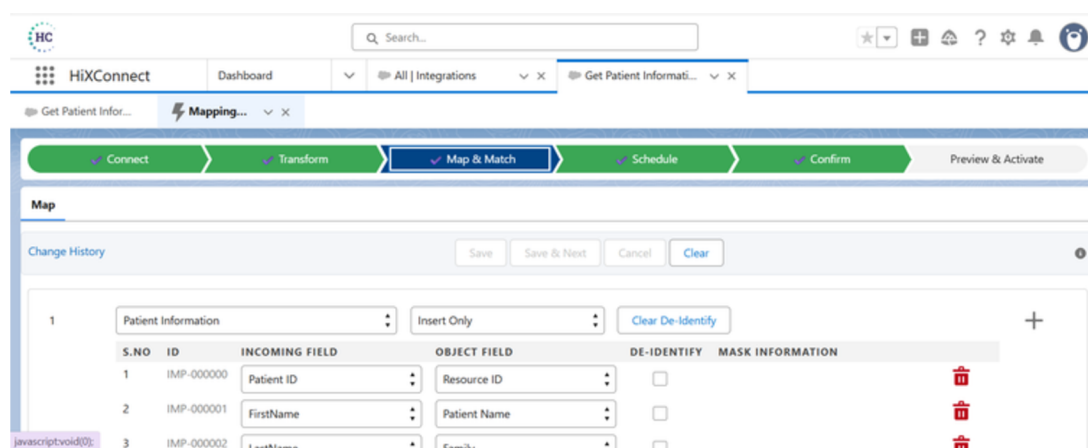 HC
Search...
HiXConnect Dashboard All | Integrations Get Patient Informati...
Get Patient Infor... Mapping...
Connect Transform Map & Match Schedule Confirm Preview & Activate
Map
Change History Save Save & Next Cancel Clear
1 Patient Information Insert Only Clear De-Identify
S.NO ID INCOMING FIELD OBJECT FIELD DE-IDENTIFY MASK INFORMATION
1 IMP-000000 Patient ID Resource ID
2 IMP-000001 FirstName Patient Name
3 IMP-000002 LastName Family
javascript:void(0);